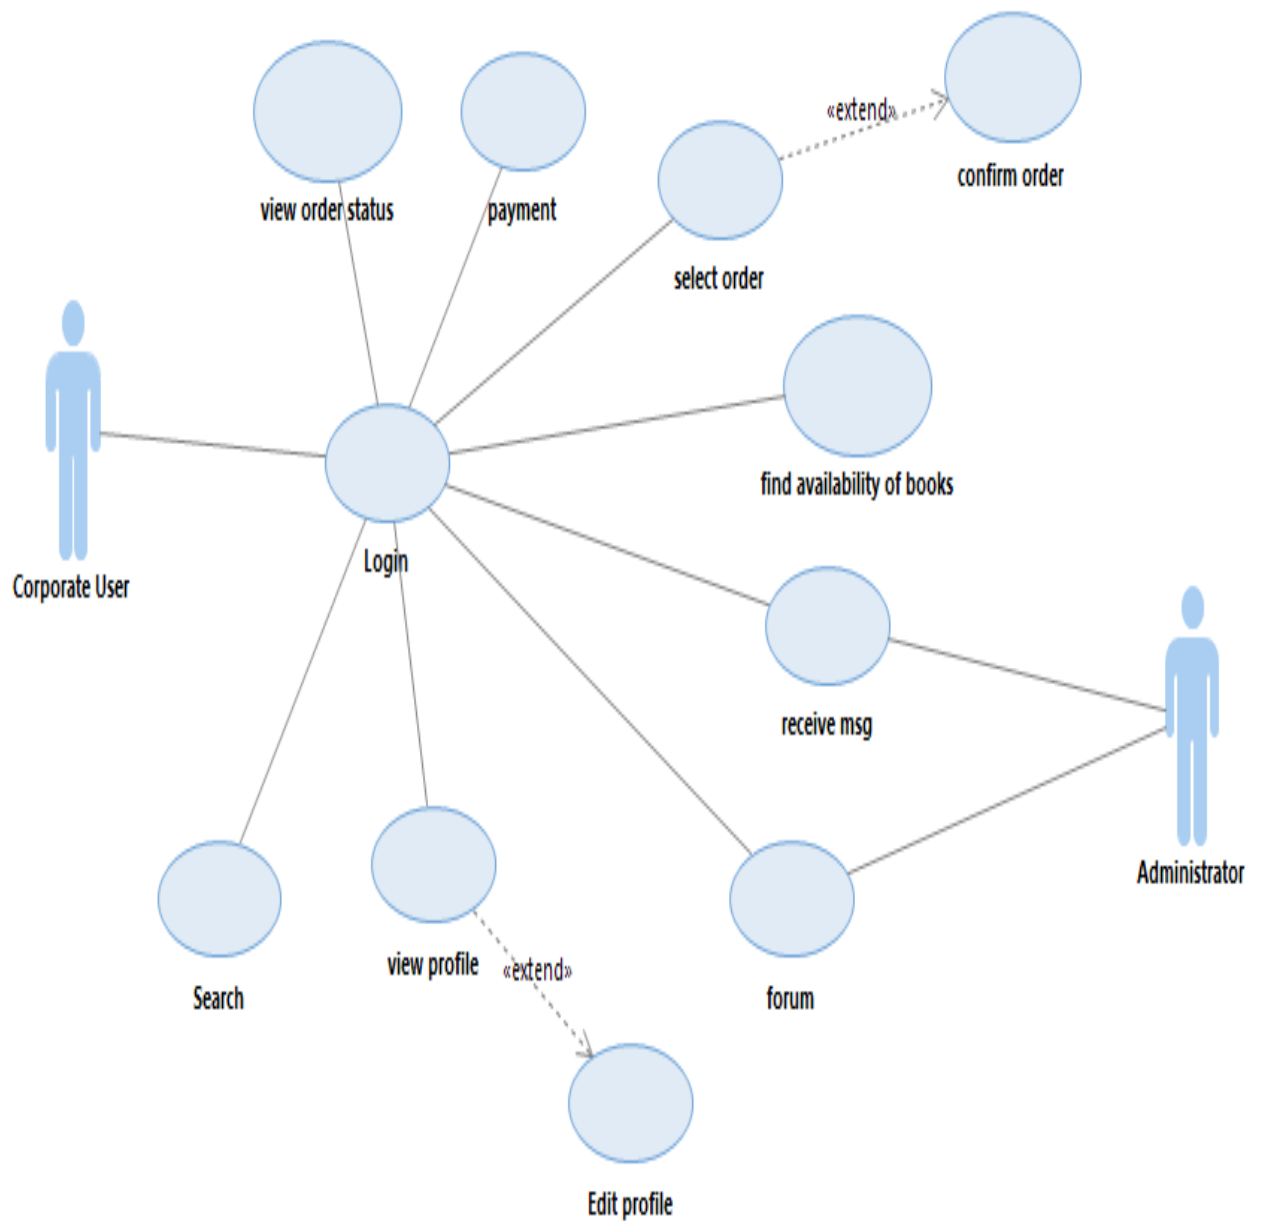 «extend»
confirm order
view order status
payment
select order
find availability of books
Login
Corporate User
receive msg
Administrator
view profile
«extend»
Search
forum
Edit profile